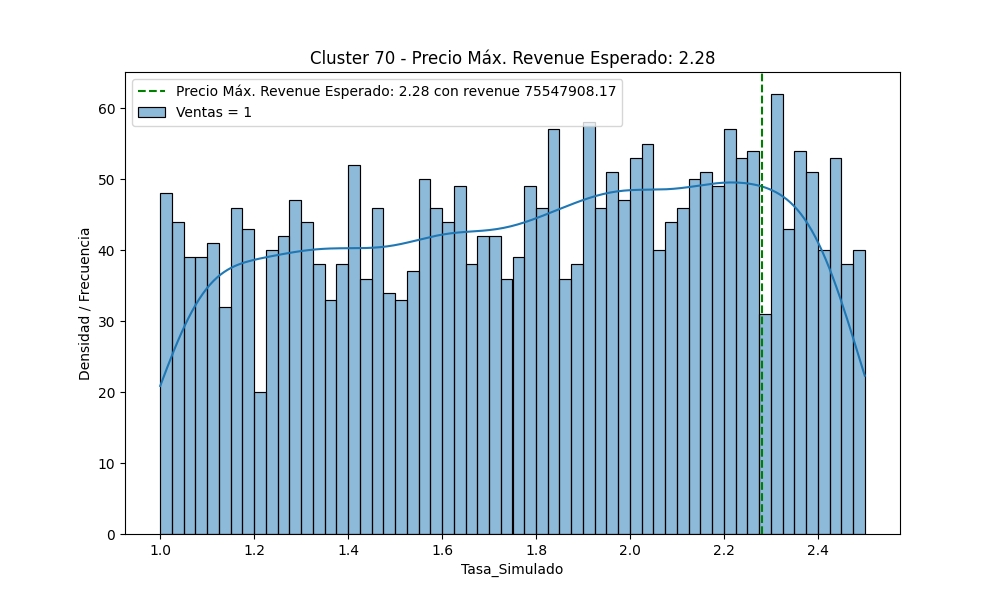 Cluster 70 - Precio Máx. Revenue Esperado: 2.28
Precio Máx. Revenue Esperado: 2.28 con revenue 75547908.17
Ventas = 1
Densidad / Frecuencia
60
50
40
30
20
10
0
1.0 1.2 1.4 1.6 1.8 2.0 2.2 2.4
Tasa_Simulado